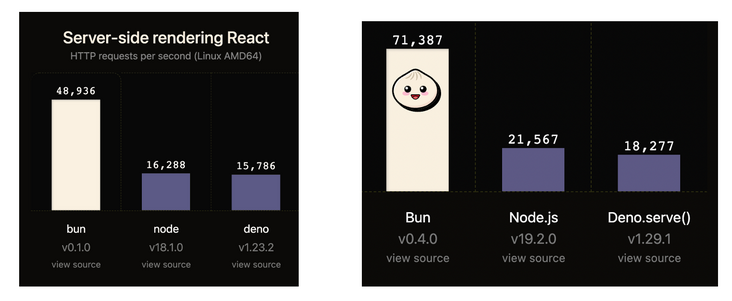 Server-side rendering React
HTTP requests per second (Linux AMD64)
48,936
16,288
15,786
bun
node
deno
v0.1.0
v18.1.0
v1.23.2
view source
view source
view source
71,387
21,567
18,277
Bun
Node.js
Deno.serve()
v0.4.0
v19.2.0
v1.29.1
view source
view source
view source